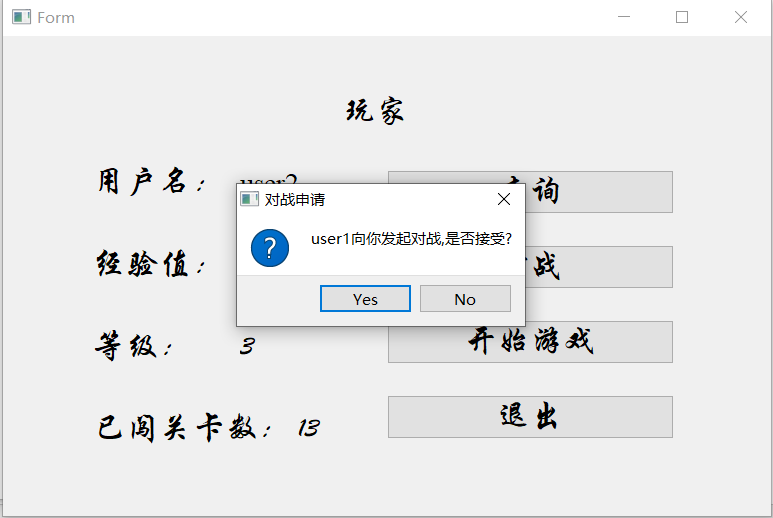 Form
玩家
用户名： user2
询
对战申请
user1向你发起对战,是否接受?
经验值：
战
Yes
No
等级： 3
开始游戏
已闯关卡数： 13
退出